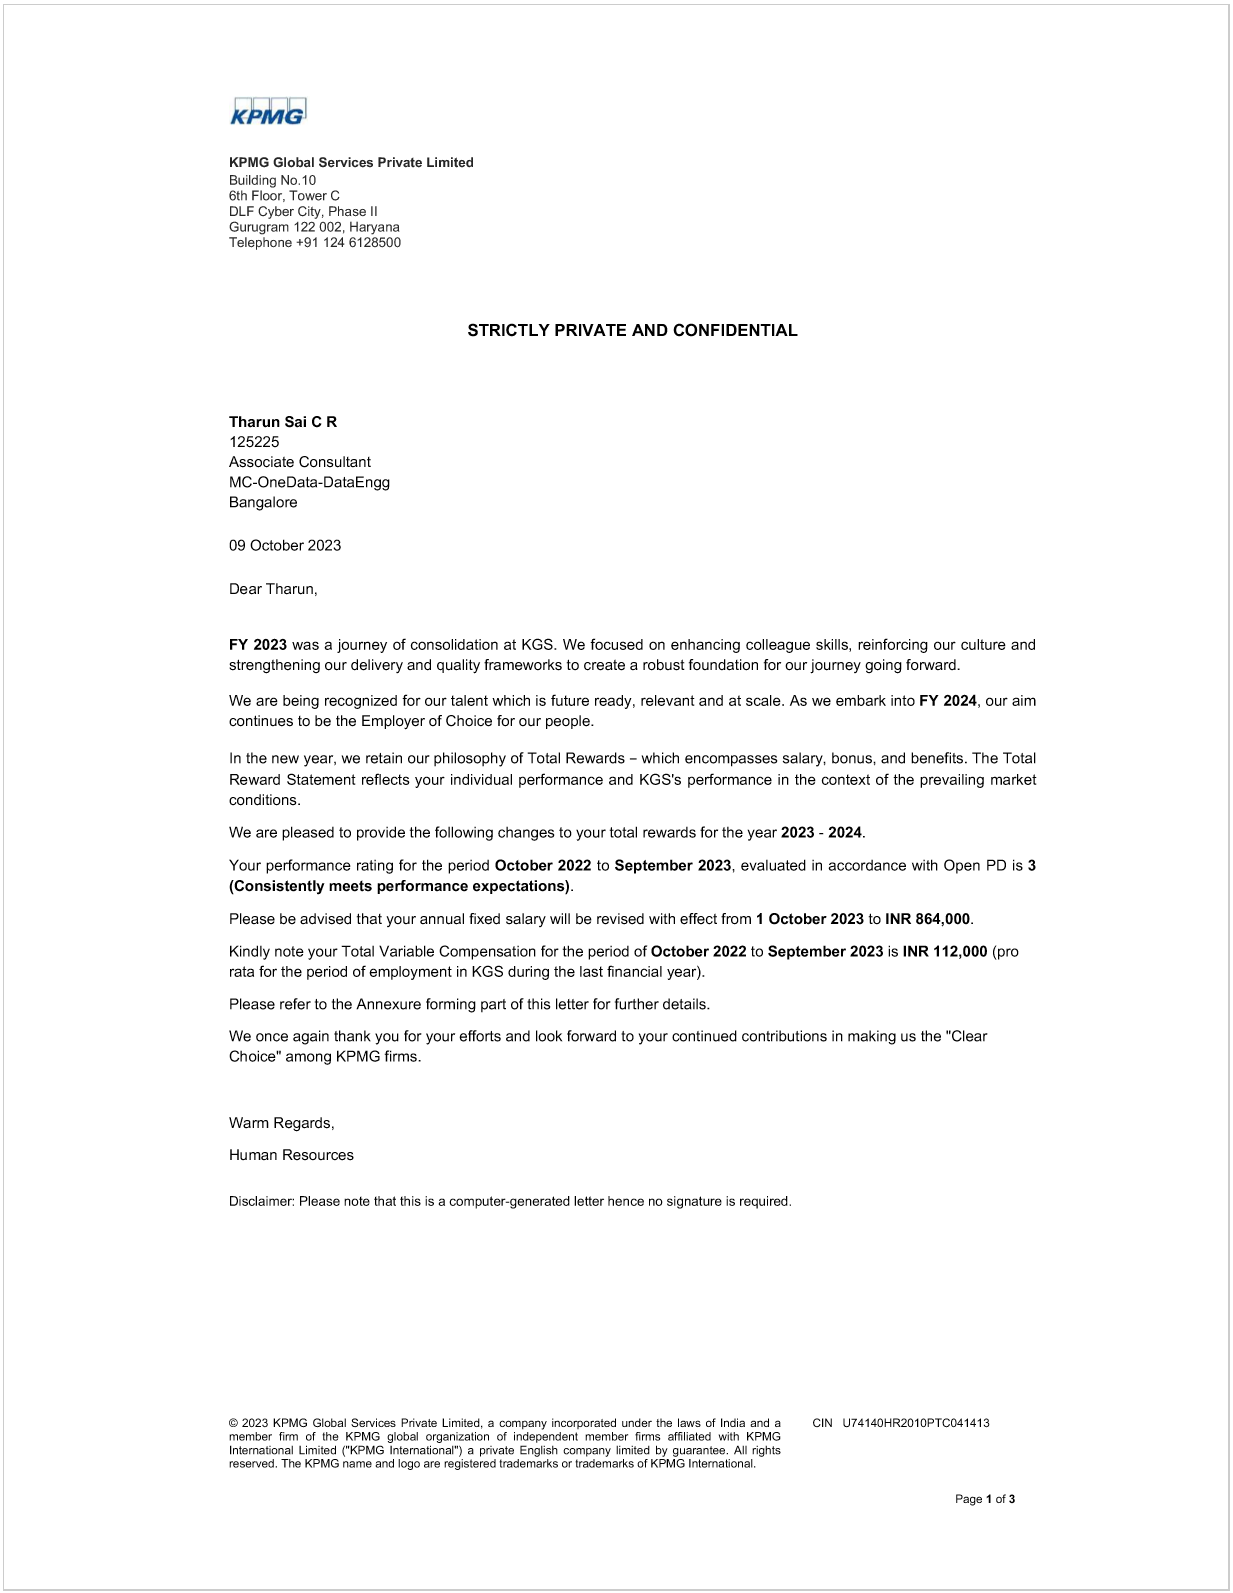 KPMG
KPMG Global Services Private Limited
Building No.10
6th Floor, Tower C
DLF Cyber City, Phase II
Gurugram 122 002, Haryana
Telephone +91 124 6128500
STRICTLY PRIVATE AND CONFIDENTIAL
Tharun Sai C R
125225
Associate Consultant
MC-OneData-DataEngg
Bangalore
09 October 2023
Dear Tharun,
FY 2023 was a journey of consolidation at KGS. We focused on enhancing colleague skills, reinforcing our culture and
strengthening our delivery and quality frameworks to create a robust foundation for our journey going forward.
We are being recognized for our talent which is future ready, relevant and at scale. As we embark into FY 2024, our aim
continues to be the Employer of Choice for our people.
In the new year, we retain our philosophy of Total Rewards – which encompasses salary, bonus, and benefits. The Total
Reward Statement reflects your individual performance and KGS's performance in the context of the prevailing market
conditions.
We are pleased to provide the following changes to your total rewards for the year 2023 - 2024.
Your performance rating for the period October 2022 to September 2023, evaluated in accordance with Open PD is 3
(Consistently meets performance expectations).
Please be advised that your annual fixed salary will be revised with effect from 1 October 2023 to INR 864,000.
Kindly note your Total Variable Compensation for the period of October 2022 to September 2023 is INR 112,000 (pro
rata for the period of employment in KGS during the last financial year).
Please refer to the Annexure forming part of this letter for further details.
We once again thank you for your efforts and look forward to your continued contributions in making us the "Clear
Choice" among KPMG firms.
Warm Regards,
Human Resources
Disclaimer: Please note that this is a computer-generated letter hence no signature is required.
© 2023 KPMG Global Services Private Limited, a company incorporated under the laws of India and a
member firm of the KPMG global organization of independent member firms affiliated with KPMG
International Limited ("KPMG International") a private English company limited by guarantee. All rights
reserved. The KPMG name and logo are registered trademarks or trademarks of KPMG International.
CIN U74140HR2010PTC041413
Page 1 of 3